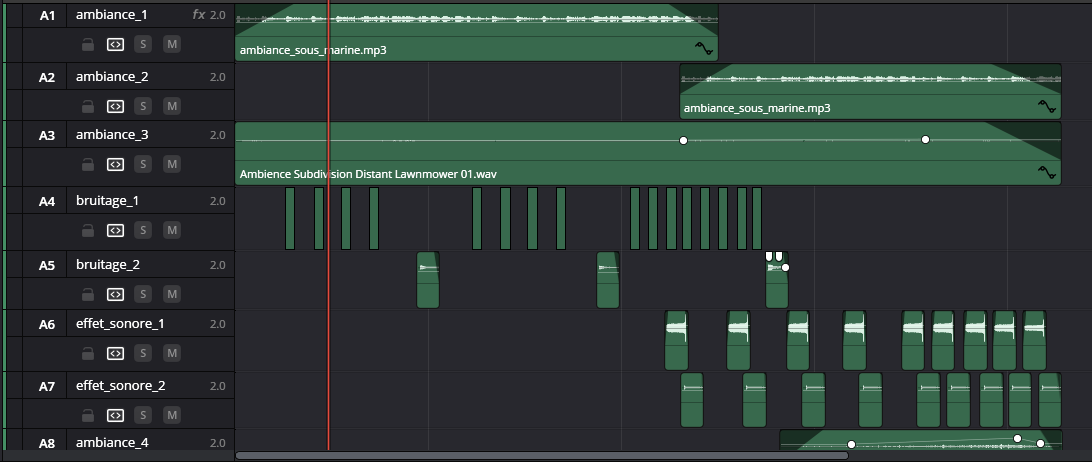 A1 ambiance_1 fx 2.0
S M
ambiance_sous_marine.mp3
A2 ambiance_2 2.0
S M
ambiance_sous_marine.mp3
A3 ambiance_3 2.0
S M
Ambience Subdivision Distant Lawnmower 01.wav
A4 bruitage_1 2.0
S M
A5 bruitage_2 2.0
S M
A6 effet_sonore_1 2.0
S M
A7 effet_sonore_2 2.0
S M
A8 ambiance_4 2.0